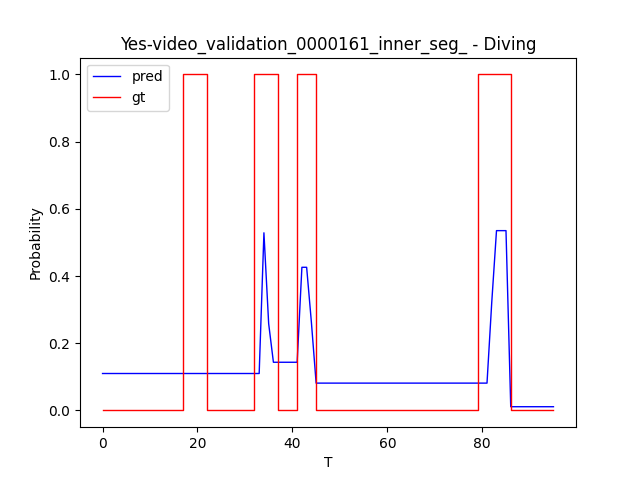 Yes-video_validation_0000161_inner_seg_ - Diving
pred
gt
1.0
0.8
0.6
0.4
0.2
0.0
Probability
0 20 40 60 80
T